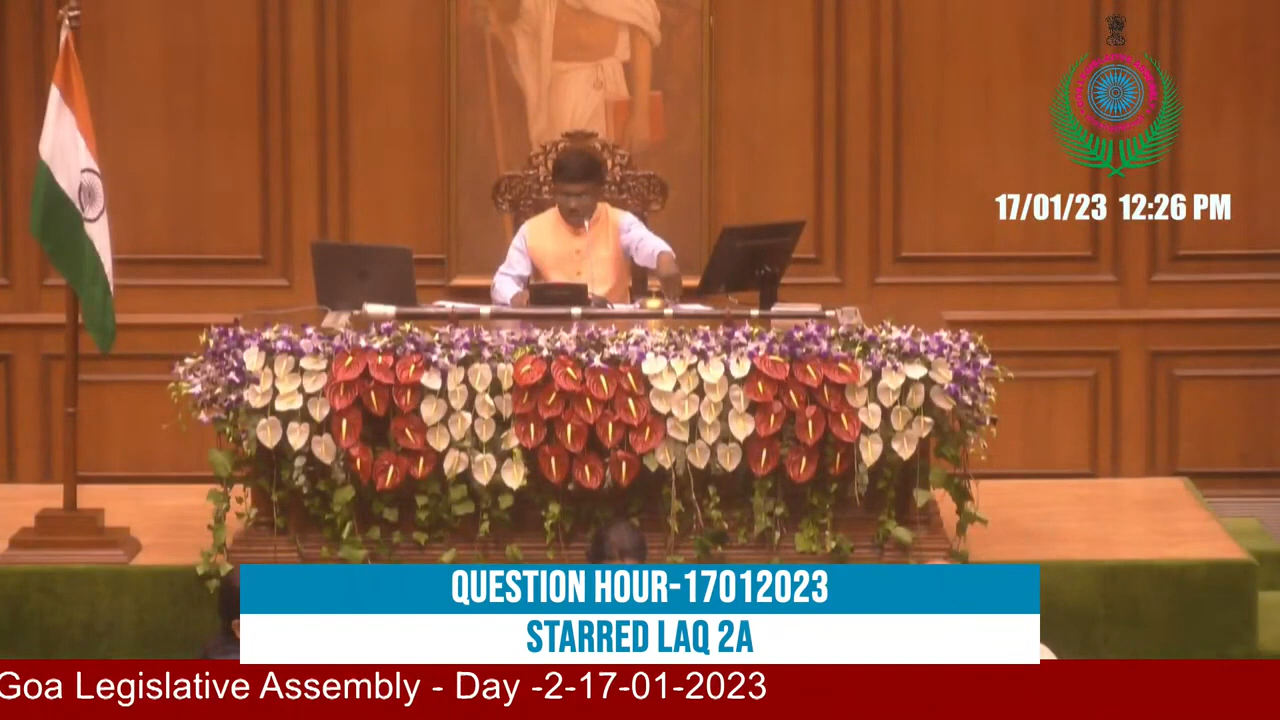 17/01/23 12:26 PM
QUESTION HOUR-17012023
STARRED LAQ 2A
Goa Legislative Assembly - Day -2-17-01-2023